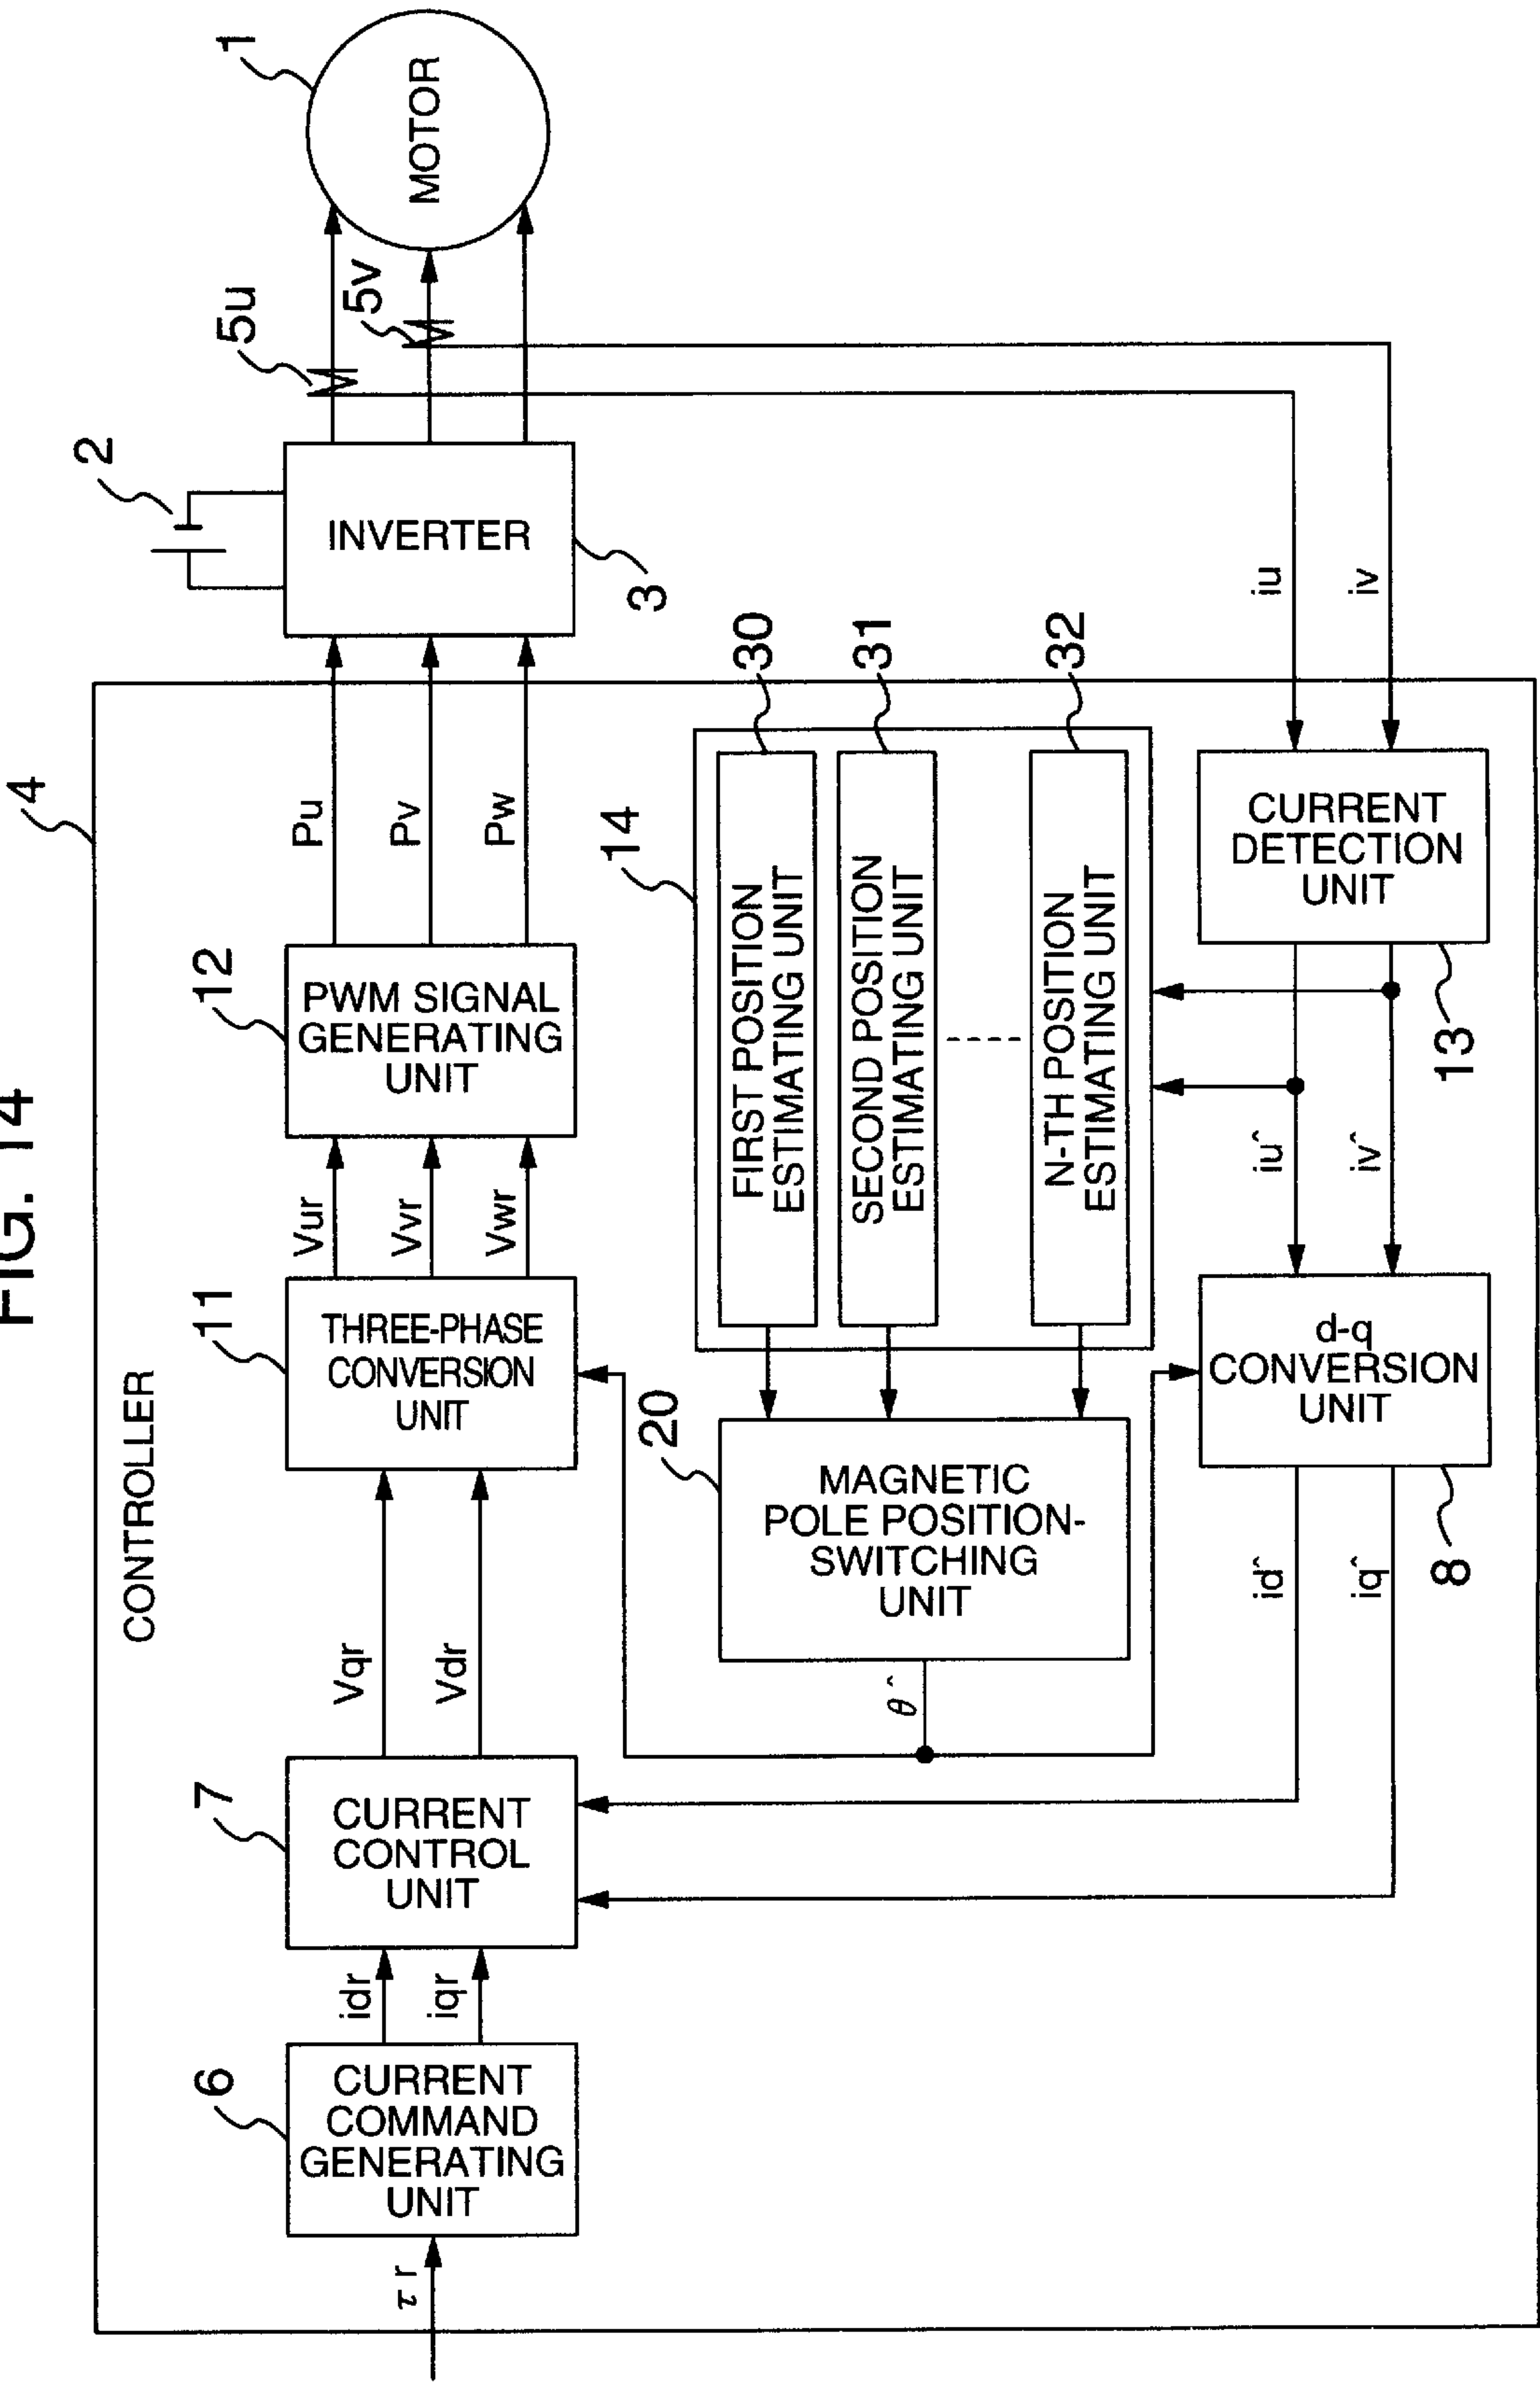 FIG. 14
CONTROLLER
4
τ r
6
CURRENT
COMMAND
GENERATING
UNIT
idr
iqr
7
CURRENT
CONTROL
UNIT
Vqr
Vdr
11
THREE-PHASE
CONVERSION
UNIT
Vur
Vvr
Vwr
12
PWM SIGNAL
GENERATING
UNIT
Pu
Pv
Pw
2
INVERTER
3
5u
5v
1
MOTOR
θ^
20
MAGNETIC
POLE POSITION-
SWITCHING
UNIT
14
FIRST POSITION
ESTIMATING UNIT
30
SECOND POSITION
ESTIMATING UNIT
31
N-TH POSITION
ESTIMATING UNIT
32
id^
iq^
8
d-q
CONVERSION
UNIT
iu^
iv^
13
CURRENT
DETECTION
UNIT
iu
iv